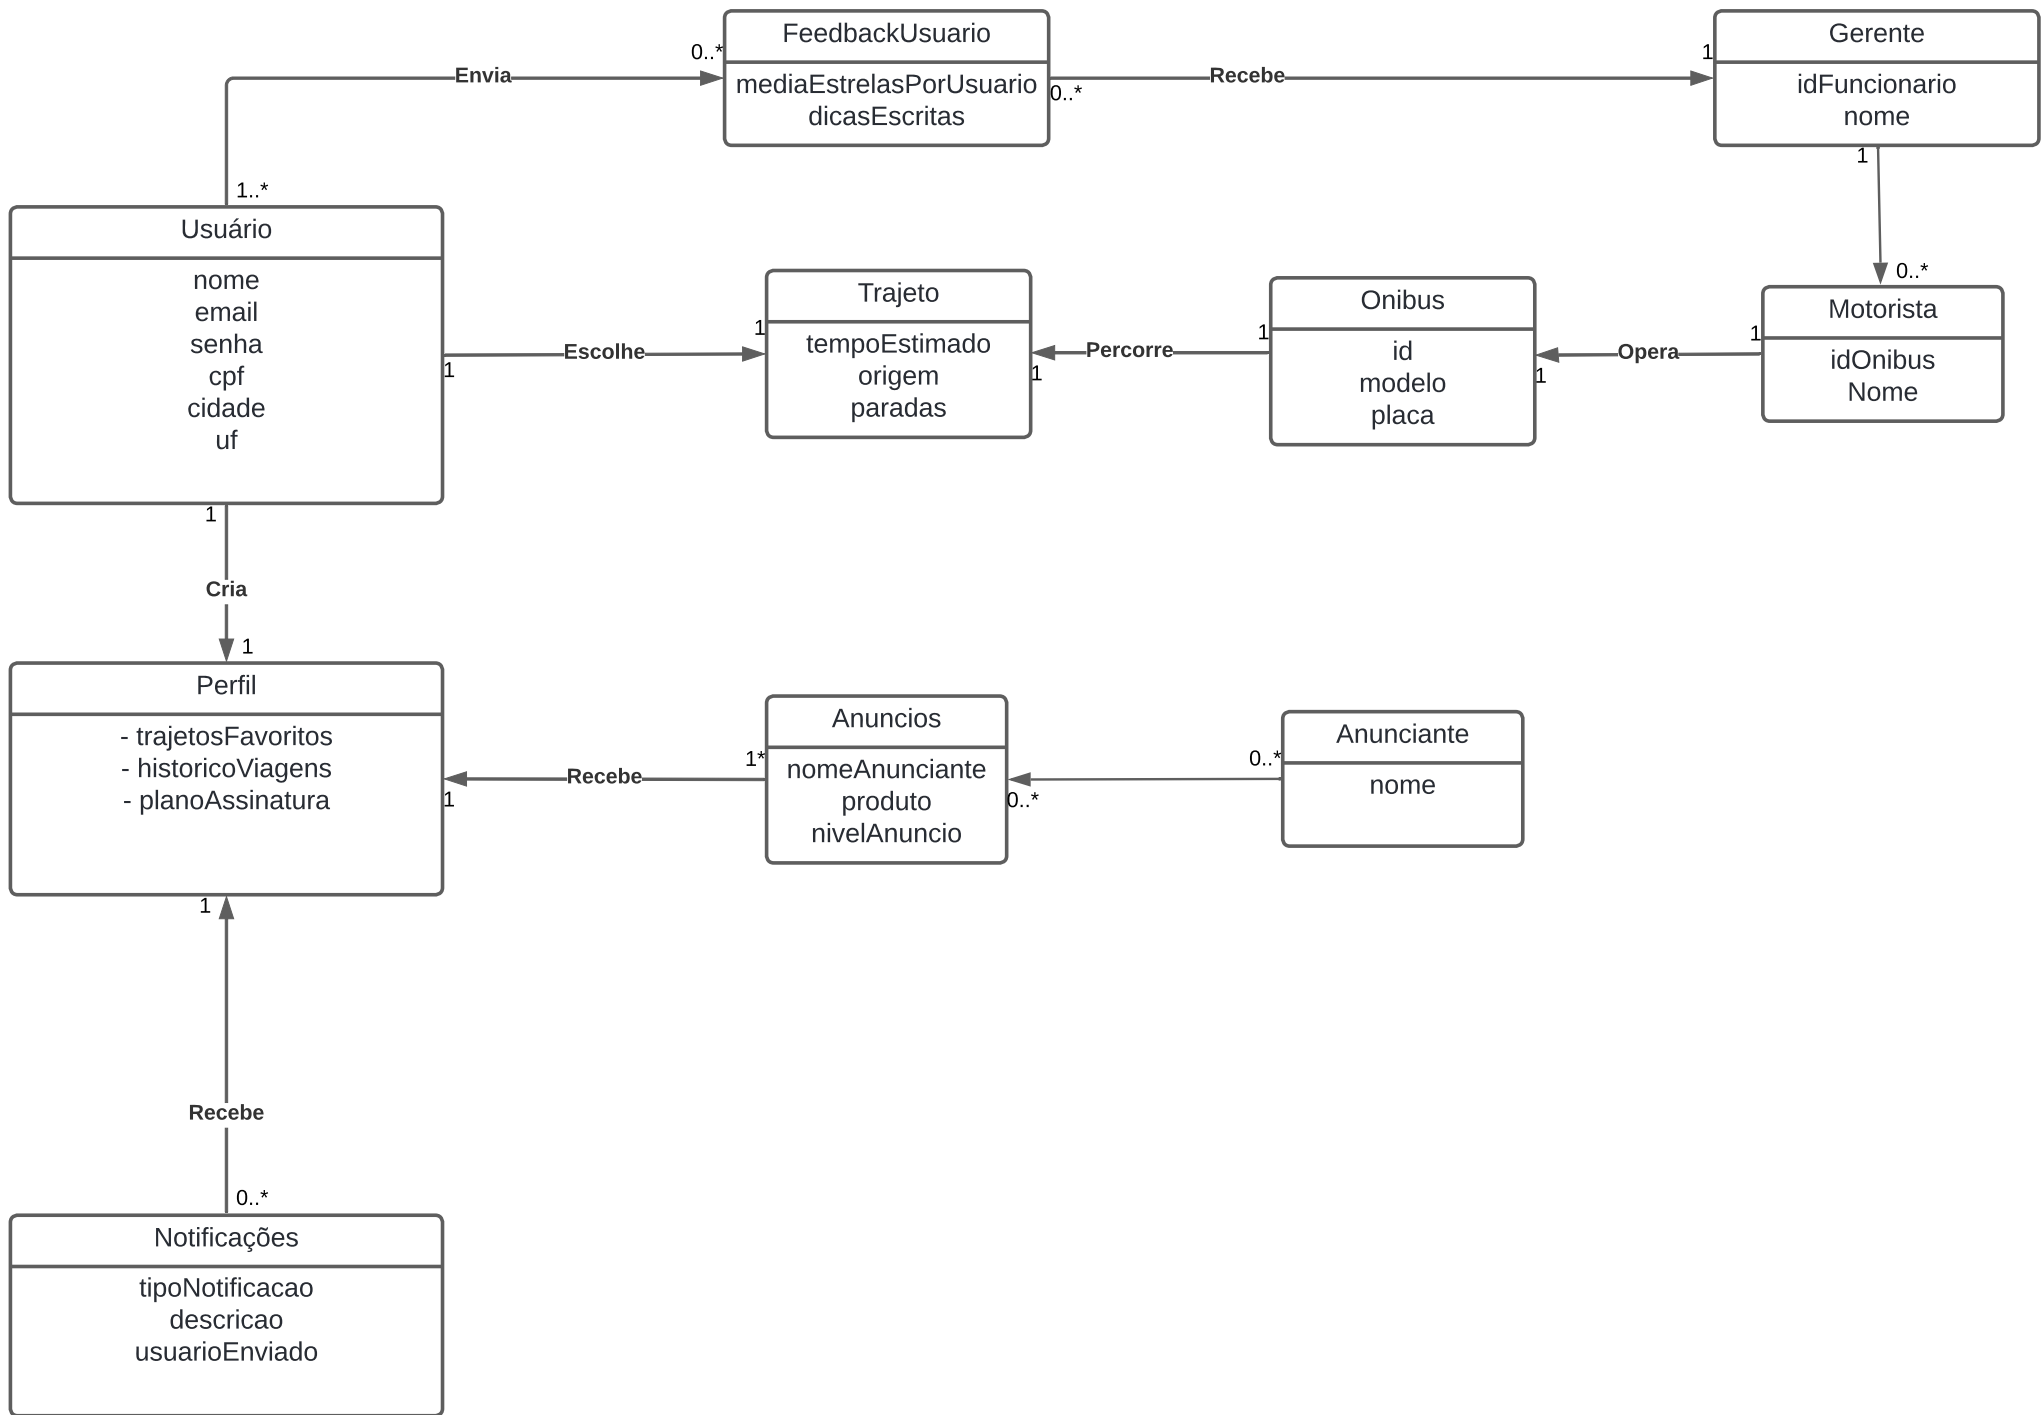 FeedbackUsuario
mediaEstrelasPorUsuario
dicasEscritas
Gerente
idFuncionario
nome
0..*
Envia
0..*
Recebe
1
1..*
1
0..*
Usuário
nome
email
senha
cpf
cidade
uf
Trajeto
tempoEstimado
origem
paradas
Onibus
id
modelo
placa
Motorista
idOnibus
Nome
1
Escolhe
1
1
Percorre
1
1
Opera
1
1
Cria
1
Perfil
- trajetosFavoritos
- historicoViagens
- planoAssinatura
Anuncios
nomeAnunciante
produto
nivelAnuncio
Anunciante
nome
1
Recebe
1*
0..*
0..*
1
Recebe
0..*
Notificações
tipoNotificacao
descricao
usuarioEnviado